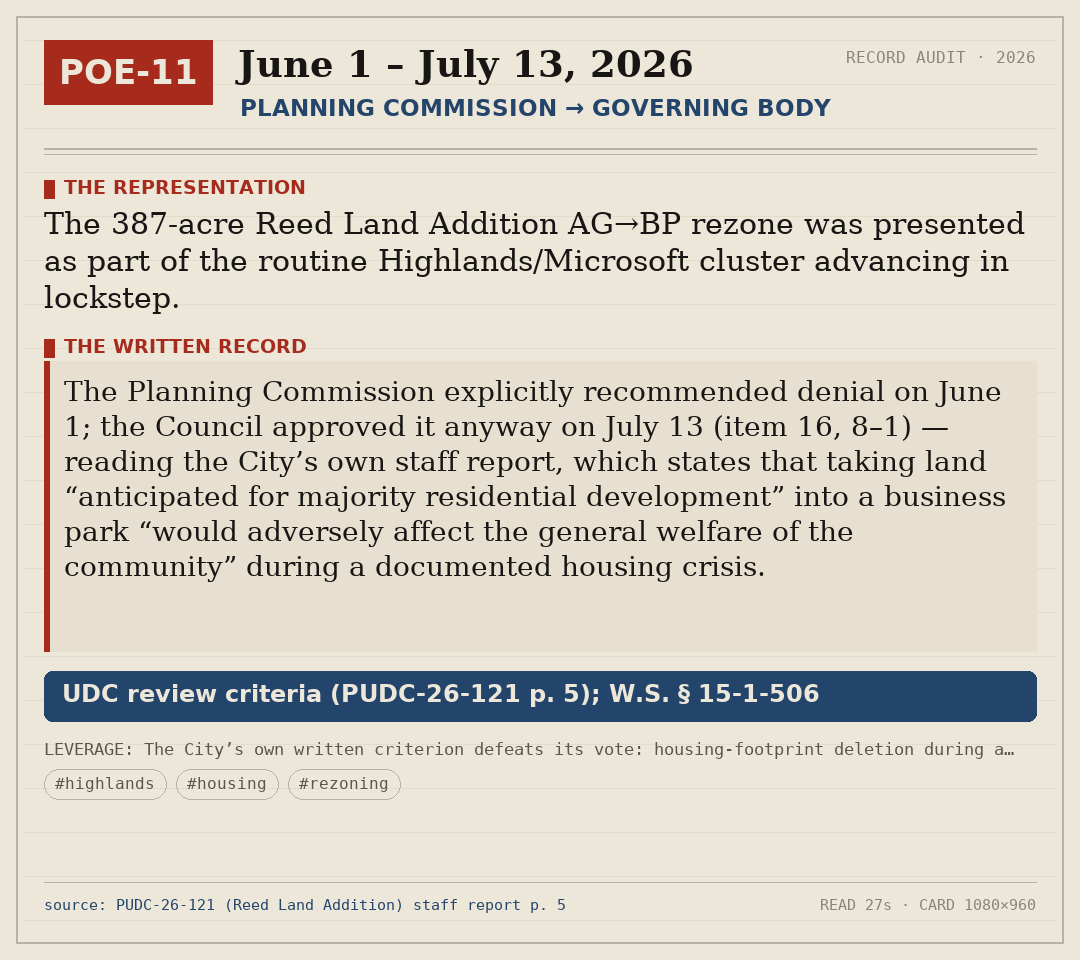 POE-11
June 1 – July 13, 2026
RECORD AUDIT · 2026
PLANNING COMMISSION → GOVERNING BODY
THE REPRESENTATION
The 387-acre Reed Land Addition AG→BP rezone was presented
as part of the routine Highlands/Microsoft cluster advancing in
lockstep.
THE WRITTEN RECORD
The Planning Commission explicitly recommended denial on June
1; the Council approved it anyway on July 13 (item 16, 8–1) —
reading the City’s own staff report, which states that taking land
“anticipated for majority residential development” into a business
park “would adversely affect the general welfare of the
community” during a documented housing crisis.
UDC review criteria (PUDC-26-121 p. 5); W.S. § 15-1-506
LEVERAGE: The City’s own written criterion defeats its vote: housing-footprint deletion during a…
#highlands #housing #rezoning
source: PUDC-26-121 (Reed Land Addition) staff report p. 5
READ 27s · CARD 1080×960